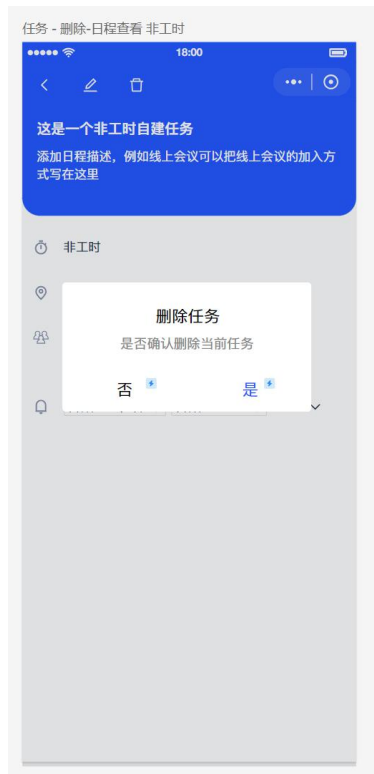 任务 - 删除-日程查看 非工时
18:00
这是一个非工时自建任务
添加日程描述，例如线上会议可以把线上会议的加入方
式写在这里
非工时
删除任务
是否确认删除当前任务
否
是